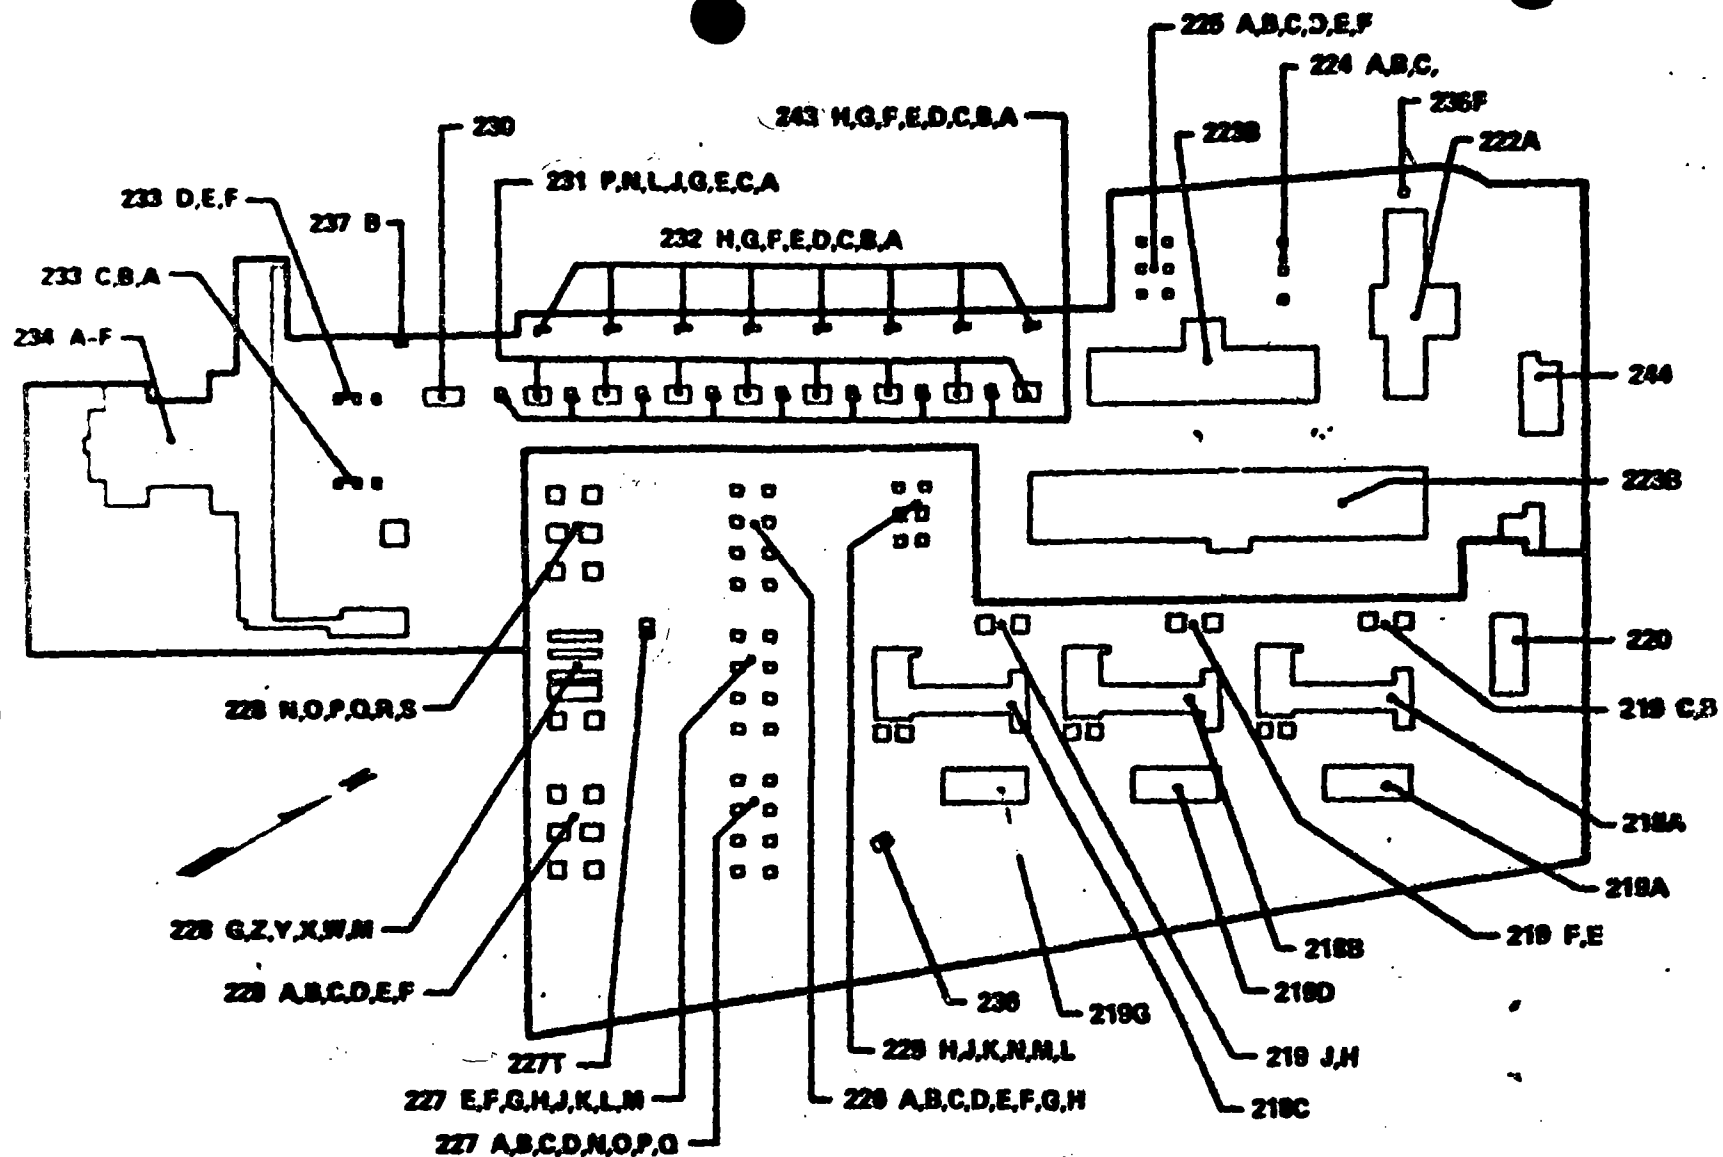 225 A,B,C,D,E,F
224 A,B,C,
236F
243 H,G,F,E,D,C,B,A
223B
222A
230
231 P,N,L,J,G,E,C,A
233 D,E,F
237 B
232 H,G,F,E,D,C,B,A
233 C,B,A
234 A-F
244
223B
220
228 N,O,P,Q,R,S
219 C,B
218A
219A
228 G,Z,Y,X,W,M
219 F,E
218B
229 A,B,C,D,E,F
219D
236
219G
229 H,J,K,N,M,L
219 J,H
227T
227 E,F,G,H,J,K,L,M
226 A,B,C,D,E,F,G,H
218C
227 A,B,C,D,N,O,P,Q